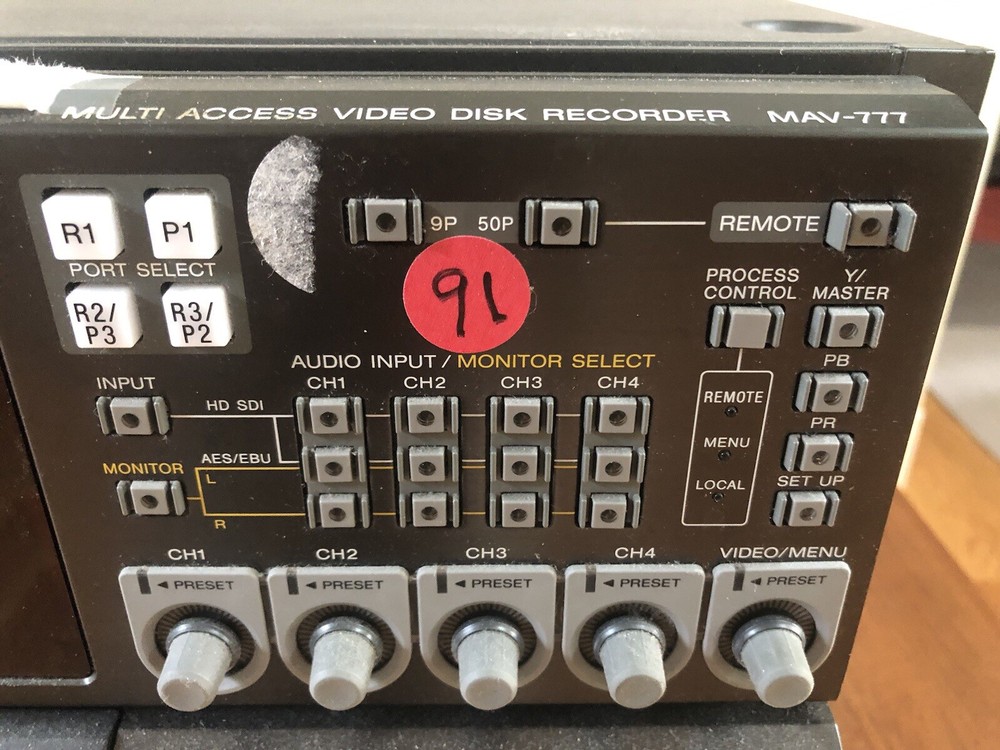 MULTI ACCESS VIDEO DISK RECORDER MAV-777
R1 P1
PORT SELECT
R2/P3 R3/P2
9P 50P REMOTE
91
PROCESS CONTROL
Y/MASTER
PB
PR
SET UP
REMOTE
MENU
LOCAL
AUDIO INPUT / MONITOR SELECT
INPUT HD SDI CH1 CH2 CH3 CH4
MONITOR AES/EBU
L
R
CH1 CH2 CH3 CH4 VIDEO/MENU
◄ PRESET ◄ PRESET ◄ PRESET ◄ PRESET ◄ PRESET